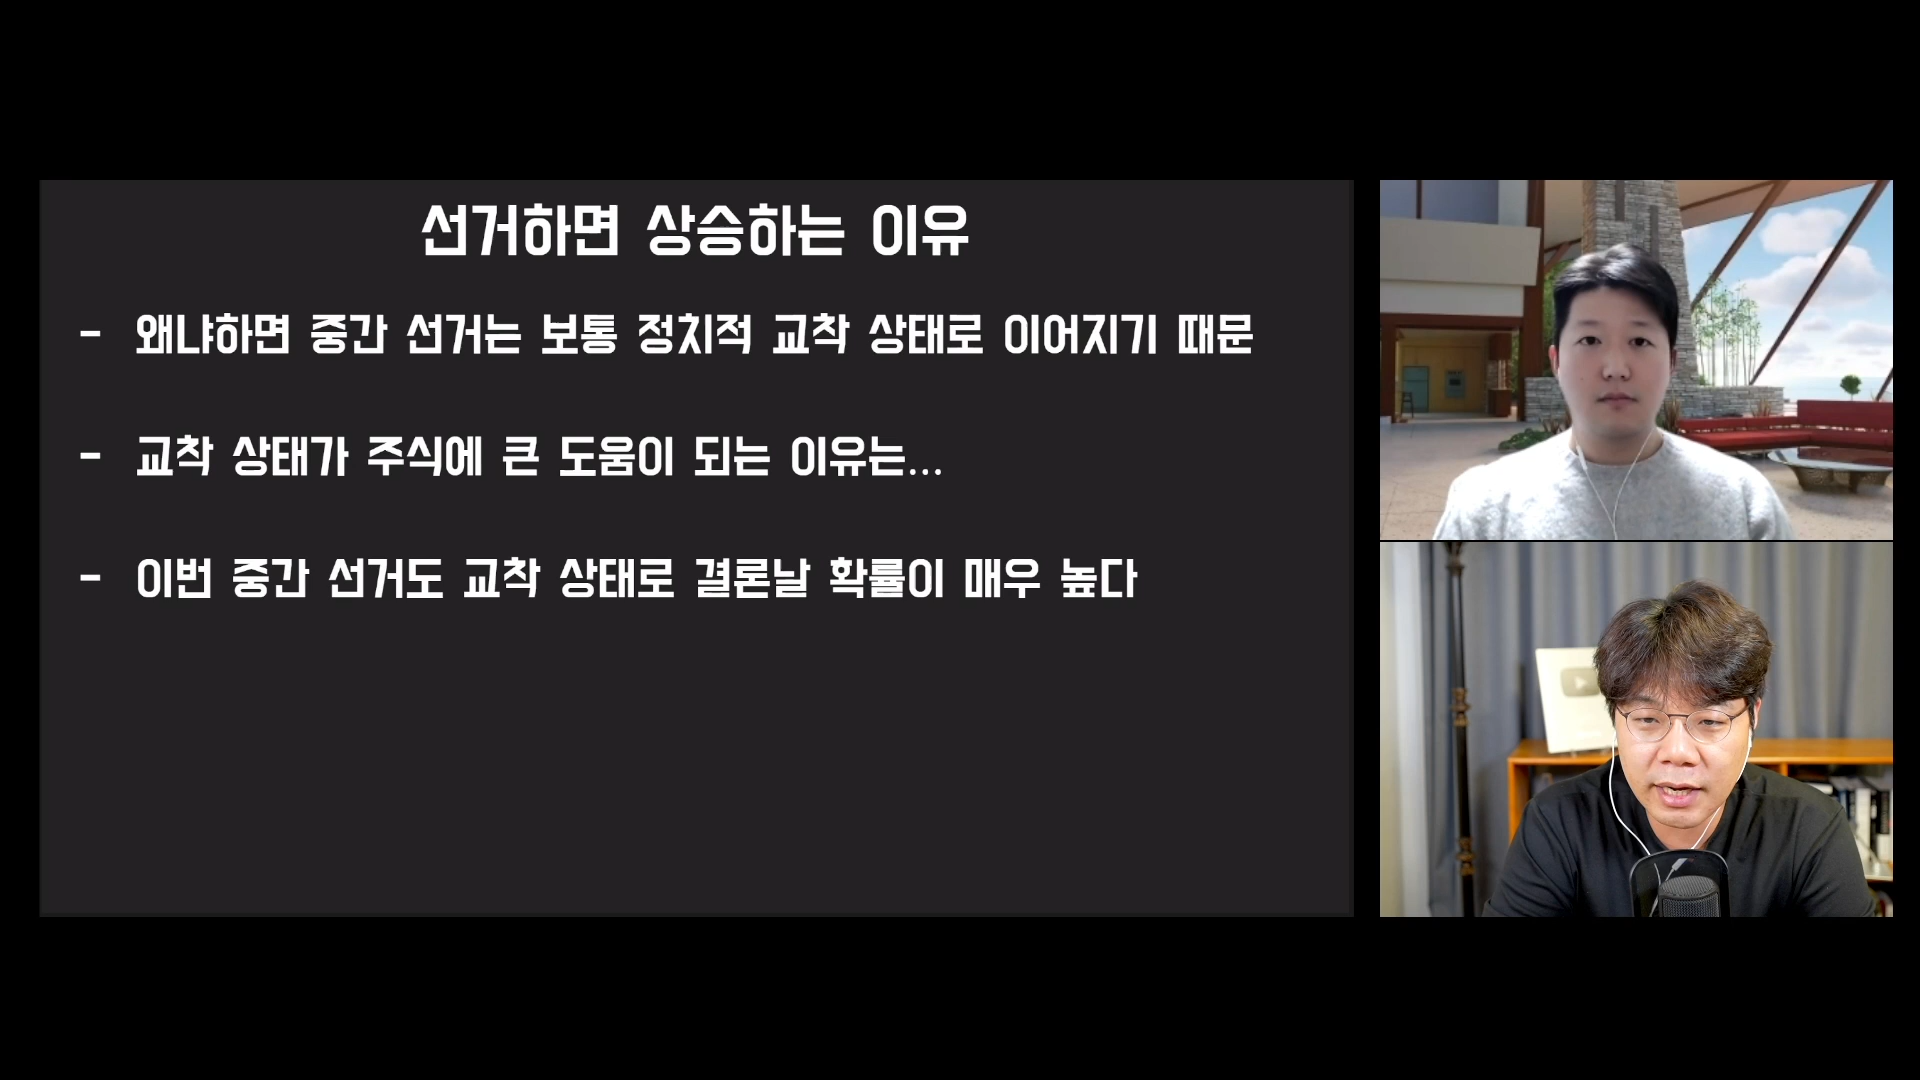 선거하면 상승하는 이유
- 왜냐하면 중간 선거는 보통 정치적 교착 상태로 이어지기 때문
- 교착 상태가 주식에 큰 도움이 되는 이유는...
- 이번 중간 선거도 교착 상태로 결론날 확률이 매우 높다